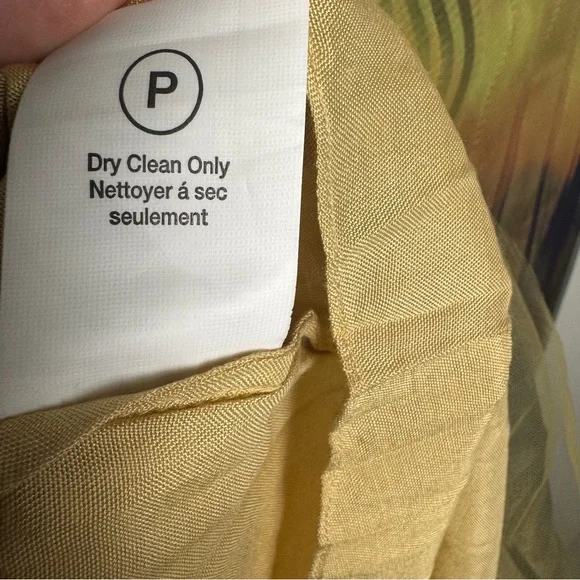 P
Dry Clean Only
Nettoyer á sec
seulement